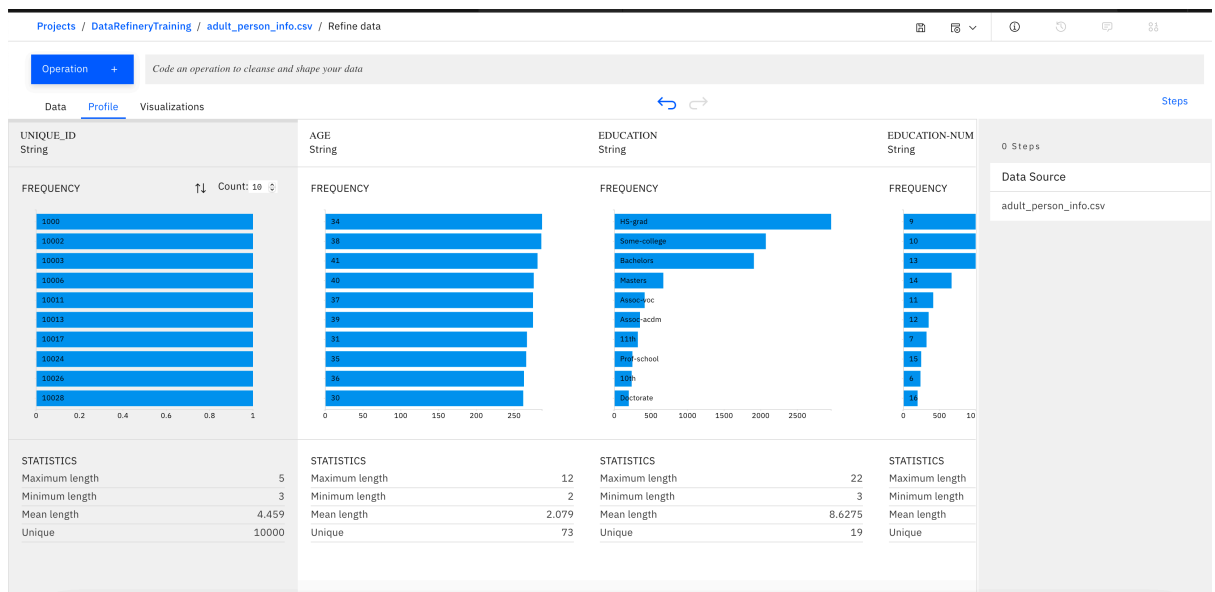 Projects / DataRefineryTraining / adult_person_info.csv / Refine data
Operation +
Code an operation to cleanse and shape your data
Data Profile Visualizations
Steps
UNIQUE_ID
String
FREQUENCY
Count: 10
1000
10002
10003
10006
10011
10013
10017
10024
10026
10028
0 0.2 0.4 0.6 0.8 1
STATISTICS
Maximum length 5
Minimum length 3
Mean length 4.459
Unique 10000
AGE
String
FREQUENCY
34
38
41
40
37
39
31
35
36
30
0 50 100 150 200 250
STATISTICS
Maximum length 12
Minimum length 2
Mean length 2.079
Unique 73
EDUCATION
String
FREQUENCY
HS-grad
Some-college
Bachelors
Masters
Assoc-voc
Assoc-acdm
11th
Prof-school
10th
Doctorate
0 500 1000 1500 2000 2500
STATISTICS
Maximum length 22
Minimum length 3
Mean length 8.6275
Unique 19
EDUCATION-NUM
String
FREQUENCY
9
10
13
14
11
12
7
15
6
16
0 500 10
STATISTICS
Maximum length
Minimum length
Mean length
Unique
0 Steps
Data Source
adult_person_info.csv